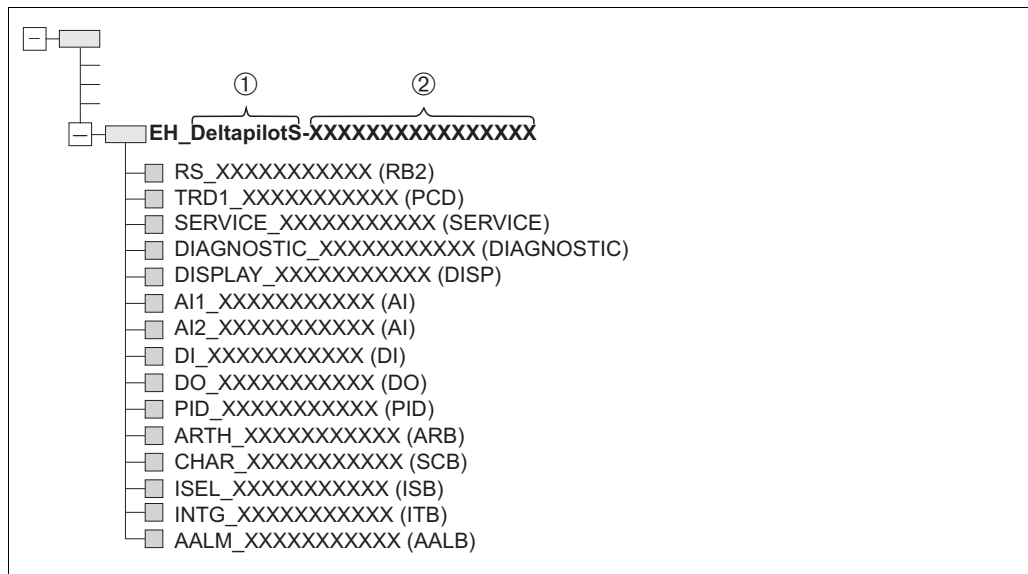 ① ②
EH_DeltapilotS-XXXXXXXXXXXXXXXX
RS_XXXXXXXXXXX (RB2)
TRD1_XXXXXXXXXXX (PCD)
SERVICE_XXXXXXXXXXX (SERVICE)
DIAGNOSTIC_XXXXXXXXXXX (DIAGNOSTIC)
DISPLAY_XXXXXXXXXXX (DISP)
AI1_XXXXXXXXXXX (AI)
AI2_XXXXXXXXXXX (AI)
DI_XXXXXXXXXXX (DI)
DO_XXXXXXXXXXX (DO)
PID_XXXXXXXXXXX (PID)
ARTH_XXXXXXXXXXX (ARB)
CHAR_XXXXXXXXXXX (SCB)
ISEL_XXXXXXXXXXX (ISB)
INTG_XXXXXXXXXXX (ITB)
AALM_XXXXXXXXXXX (AALB)